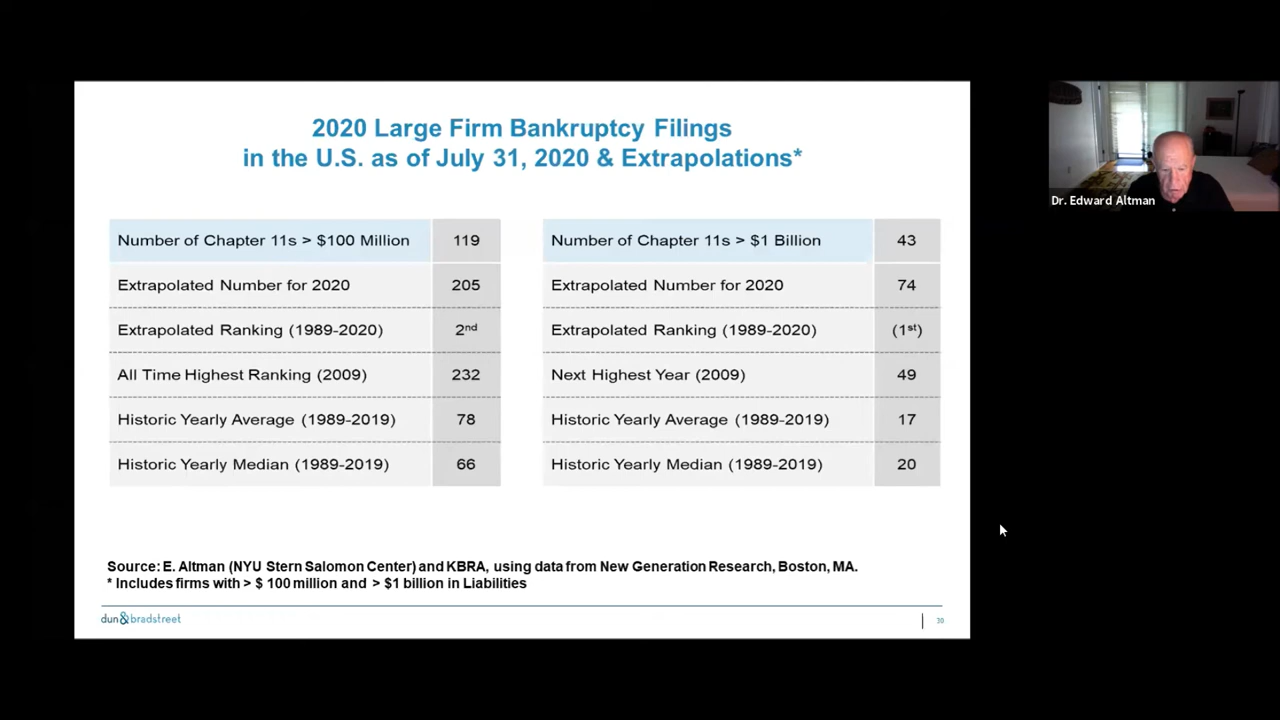 2020 Large Firm Bankruptcy Filings
in the U.S. as of July 31, 2020 & Extrapolations*
Number of Chapter 11s > $100 Million 119
Extrapolated Number for 2020 205
Extrapolated Ranking (1989-2020) 2nd
All Time Highest Ranking (2009) 232
Historic Yearly Average (1989-2019) 78
Historic Yearly Median (1989-2019) 66
Number of Chapter 11s > $1 Billion 43
Extrapolated Number for 2020 74
Extrapolated Ranking (1989-2020) (1st)
Next Highest Year (2009) 49
Historic Yearly Average (1989-2019) 17
Historic Yearly Median (1989-2019) 20
Source: E. Altman (NYU Stern Salomon Center) and KBRA, using data from New Generation Research, Boston, MA.
* Includes firms with > $ 100 million and > $1 billion in Liabilities
dun&bradstreet
30
Dr. Edward Altman